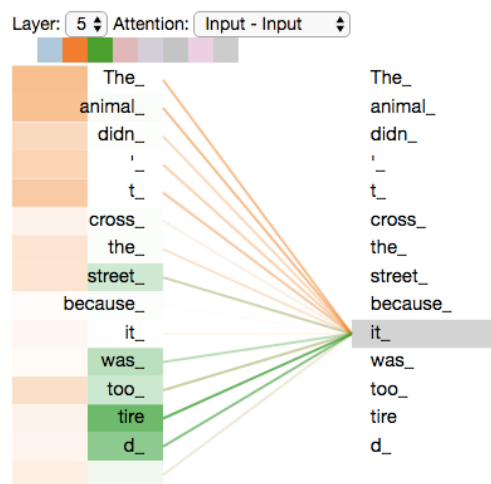 Layer: 5 Attention: Input - Input
The_ The_
animal_ animal_
didn_ didn_
'_ '_
t_ t_
cross_ cross_
the_ the_
street_ street_
because_ because_
it_ it_
was_ was_
too_ too_
tire tire
d_ d_